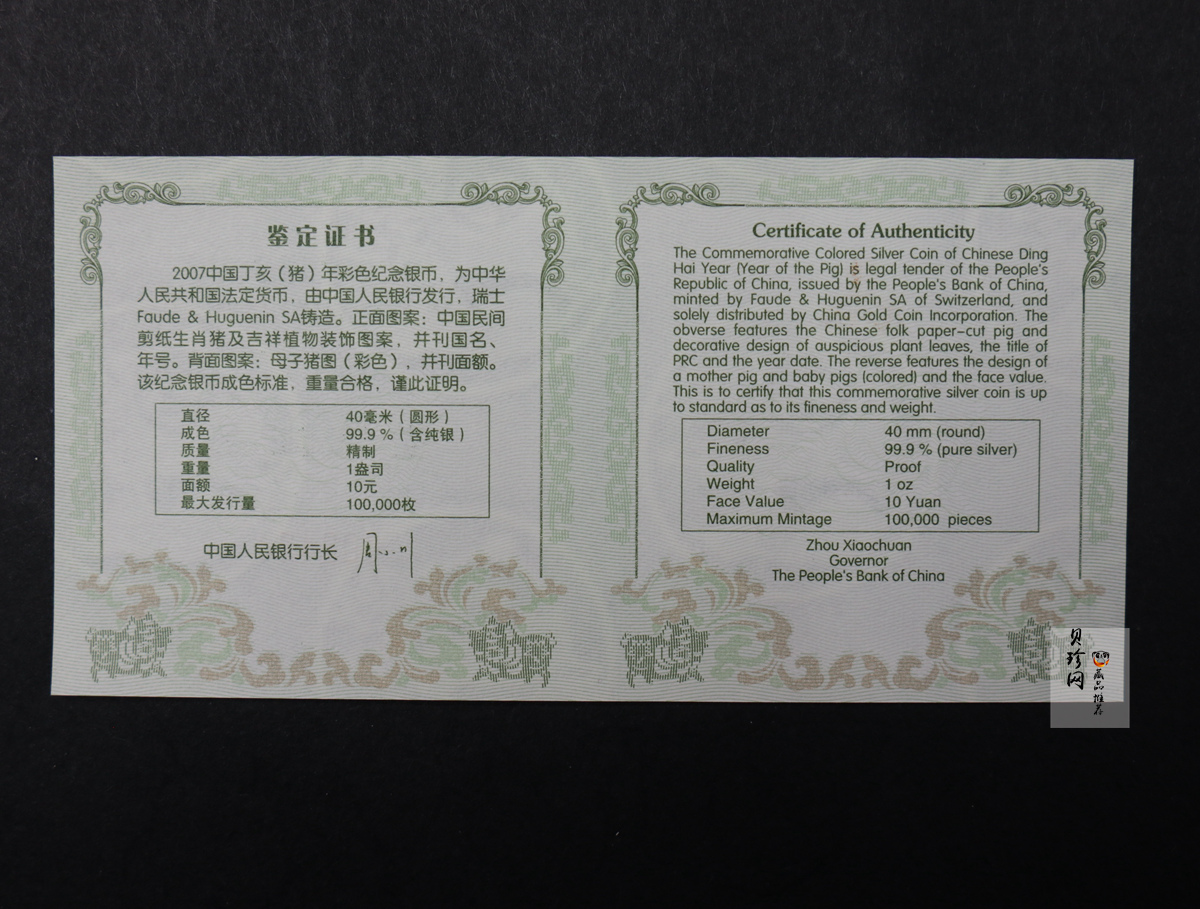 鉴定证书
2007中国丁亥（猪）年彩色纪念银币，为中华
人民共和国法定货币，由中国人民银行发行，瑞士
Faude & Huguenin SA铸造。正面图案：中国民间
剪纸生肖猪及吉祥植物装饰图案，并刊国名、
年号。背面图案：母子猪图（彩色），并刊面额。
该纪念银币成色标准，重量合格，谨此证明。
直径 40毫米（圆形）
成色 99.9 %（含纯银）
质量 精制
重量 1盎司
面额 10元
最大发行量 100,000枚
中国人民银行行长 周小川
Certificate of Authenticity
The Commemorative Colored Silver Coin of Chinese Ding
Hai Year (Year of the Pig) is legal tender of the People's
Republic of China, issued by the People's Bank of China,
minted by Faude & Huguenin SA of Switzerland, and
solely distributed by China Gold Coin Incorporation. The
obverse features the Chinese folk paper-cut pig and
decorative design of auspicious plant leaves, the title of
PRC and the year date. The reverse features the design of
a mother pig and baby pigs (colored) and the face value.
This is to certify that this commemorative silver coin is up
to standard as to its fineness and weight.
Diameter 40 mm (round)
Fineness 99.9 % (pure silver)
Quality Proof
Weight 1 oz
Face Value 10 Yuan
Maximum Mintage 100,000 pieces
Zhou Xiaochuan
Governor
The People's Bank of China
贝珍网
藏品推荐